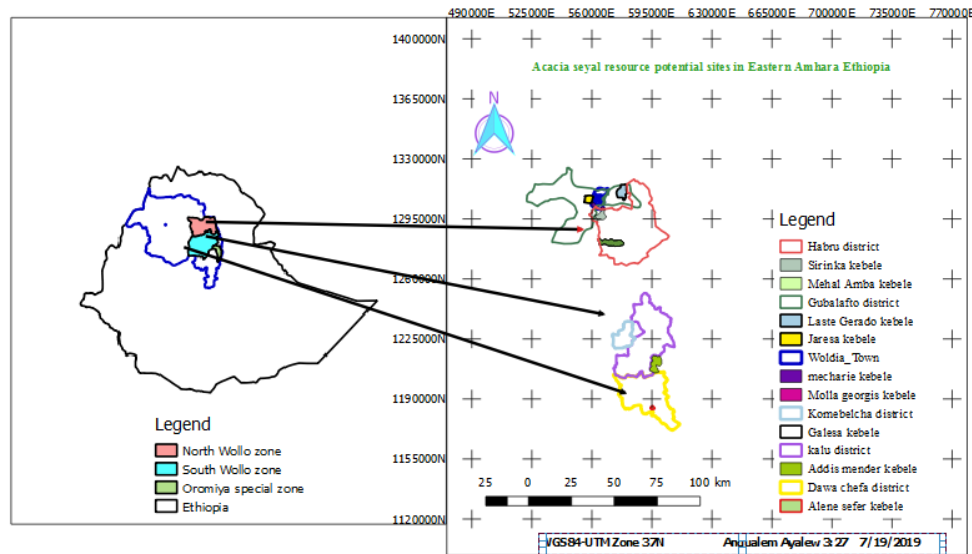 490000E 525000E 560000E 595000E 630000E 665000E 700000E 735000E 770000E
1400000N
Acacia seyal resource potential sites in Eastern Amhara Ethiopia
1365000N
N
1330000N
1295000N
1260000N
1225000N
1190000N
1155000N
1120000N
Legend
North Wollo zone
South Wollo zone
Oromiya special zone
Ethiopia
Legend
Habru district
Sirinka kebele
Mehal Amba kebele
Gubalafto district
Laste Gerado kebele
Jaresa kebele
Woldia_Town
mecharie kebele
Molla georgis kebele
Komebelcha district
Galesa kebele
kalu district
Addis mender kebele
Dawa chefa district
Alene sefer kebele
25 0 25 50 75 100 km
WGS84-UTM Zone 37N Angualem Ayalew 3:27 7/19/2019